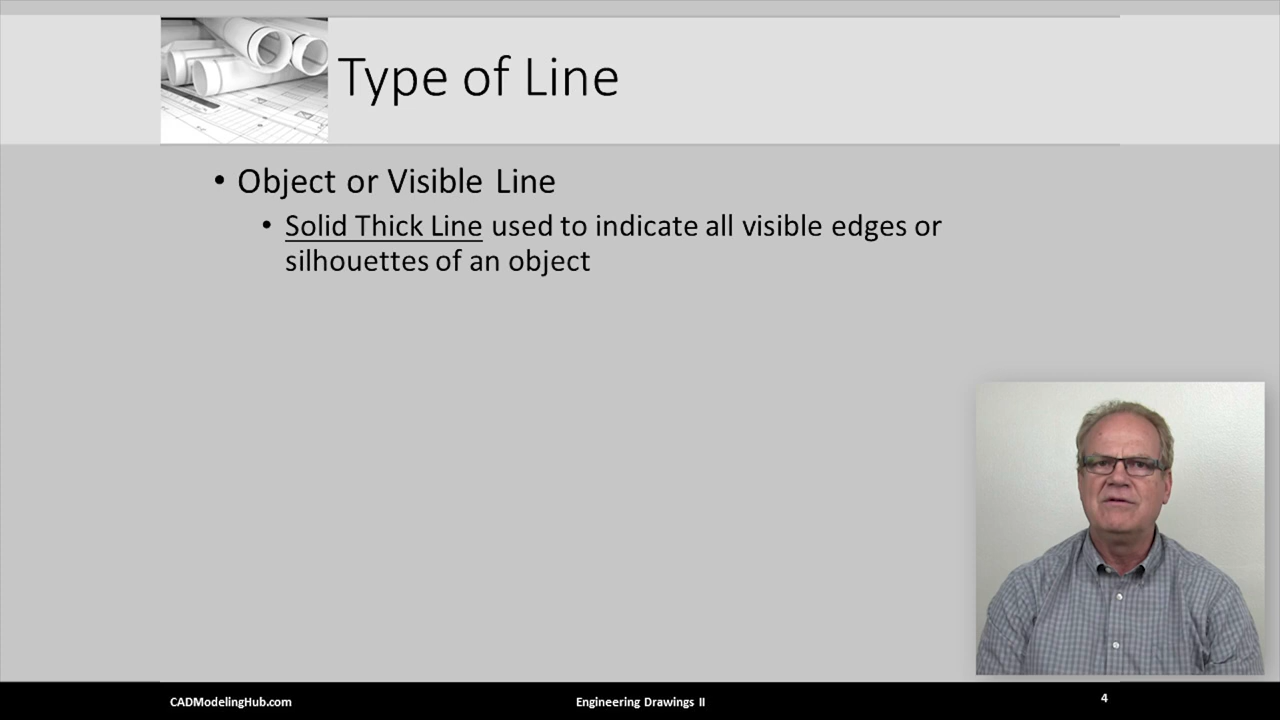 Type of Line
• Object or Visible Line
• Solid Thick Line used to indicate all visible edges or
silhouettes of an object
CADModelingHub.com
Engineering Drawings II
4